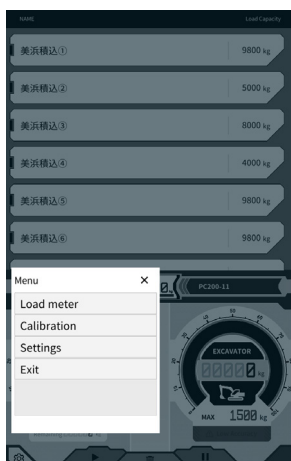 NAME Load Capacity
美浜積込① 9800 kg
美浜積込② 5000 kg
美浜積込③ 8000 kg
美浜積込④ 4000 kg
美浜積込⑤ 9800 kg
美浜積込⑥ 9800 kg
Menu ×
Load meter
Calibration
Settings
Exit
PC200-11
EXCAVATOR
00000 kg
MAX 1500 kg